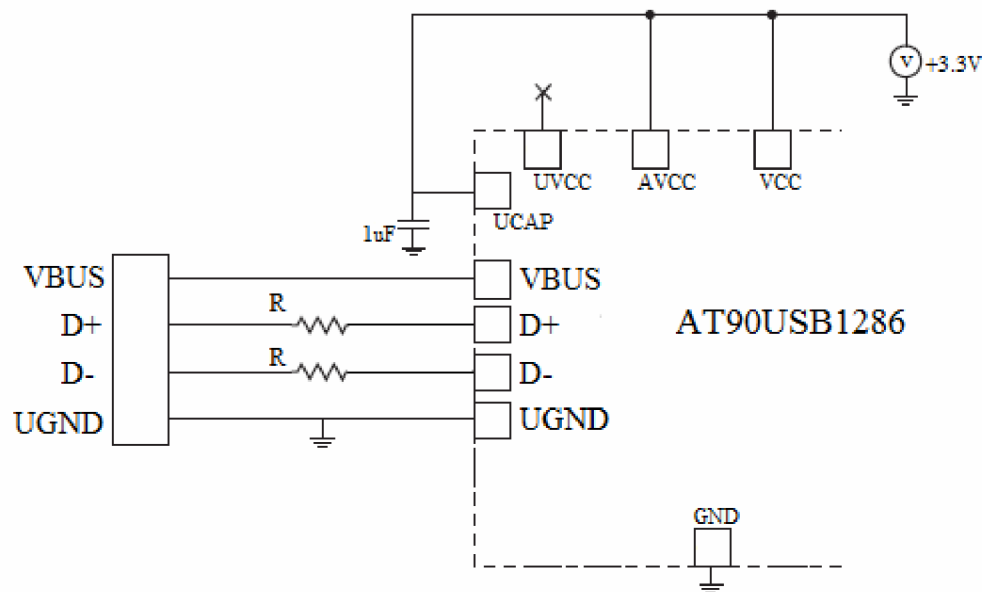 V
+3.3V
UVCC
AVCC
VCC
UCAP
1uF
VBUS
VBUS
R
D+
D+
AT90USB1286
R
D-
D-
UGND
UGND
GND